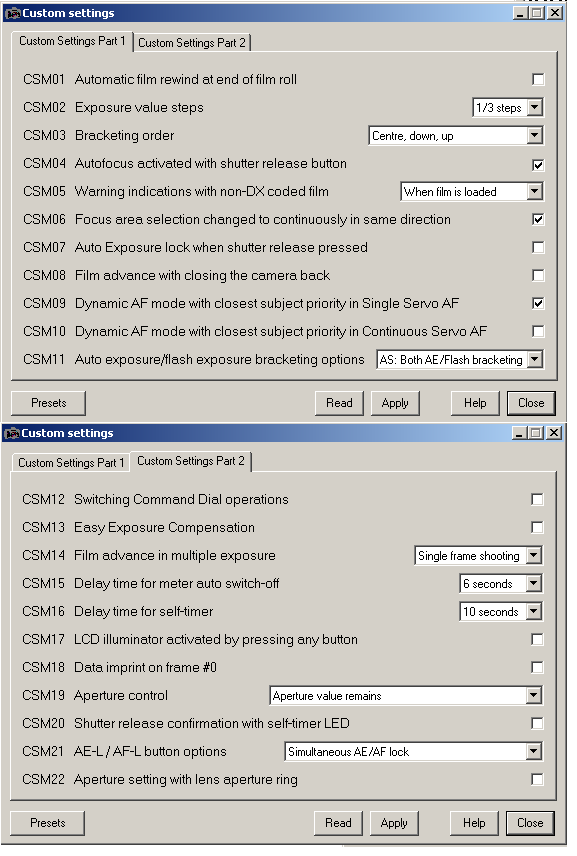 Custom settings
Custom Settings Part 1 Custom Settings Part 2
CSM01 Automatic film rewind at end of film roll
CSM02 Exposure value steps 1/3 steps
CSM03 Bracketing order Centre, down, up
CSM04 Autofocus activated with shutter release button
CSM05 Warning indications with non-DX coded film When film is loaded
CSM06 Focus area selection changed to continuously in same direction
CSM07 Auto Exposure lock when shutter release pressed
CSM08 Film advance with closing the camera back
CSM09 Dynamic AF mode with closest subject priority in Single Servo AF
CSM10 Dynamic AF mode with closest subject priority in Continuous Servo AF
CSM11 Auto exposure/flash exposure bracketing options AS: Both AE/Flash bracketing
Presets Read Apply Help Close
Custom settings
Custom Settings Part 1 Custom Settings Part 2
CSM12 Switching Command Dial operations
CSM13 Easy Exposure Compensation
CSM14 Film advance in multiple exposure Single frame shooting
CSM15 Delay time for meter auto switch-off 6 seconds
CSM16 Delay time for self-timer 10 seconds
CSM17 LCD illuminator activated by pressing any button
CSM18 Data imprint on frame #0
CSM19 Aperture control Aperture value remains
CSM20 Shutter release confirmation with self-timer LED
CSM21 AE-L / AF-L button options Simultaneous AE/AF lock
CSM22 Aperture setting with lens aperture ring
Presets Read Apply Help Close